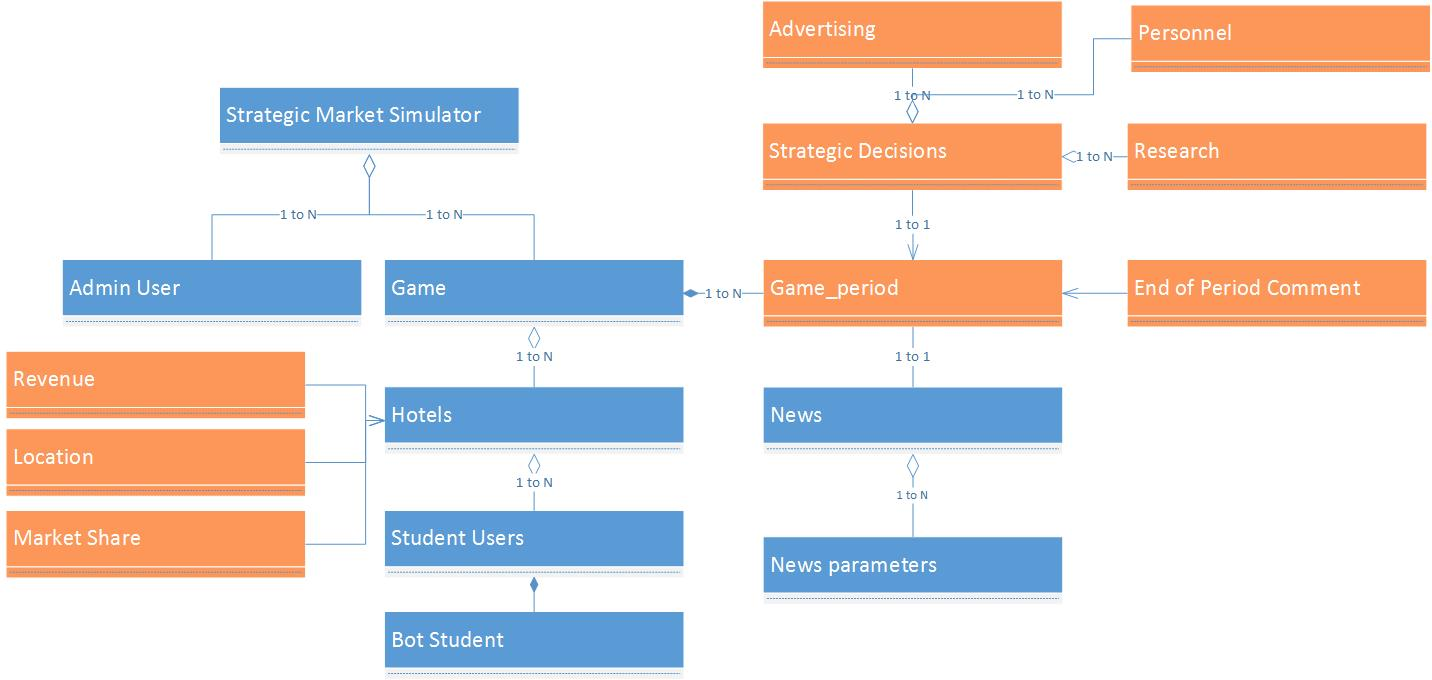 Advertising
Personnel
1 to N
1 to N
Strategic Market Simulator
Strategic Decisions
1 to N
Research
1 to N
1 to N
1 to 1
Admin User
Game
1 to N
Game_period
End of Period Comment
1 to N
1 to 1
Revenue
Hotels
News
Location
1 to N
1 to N
Market Share
Student Users
News parameters
Bot Student